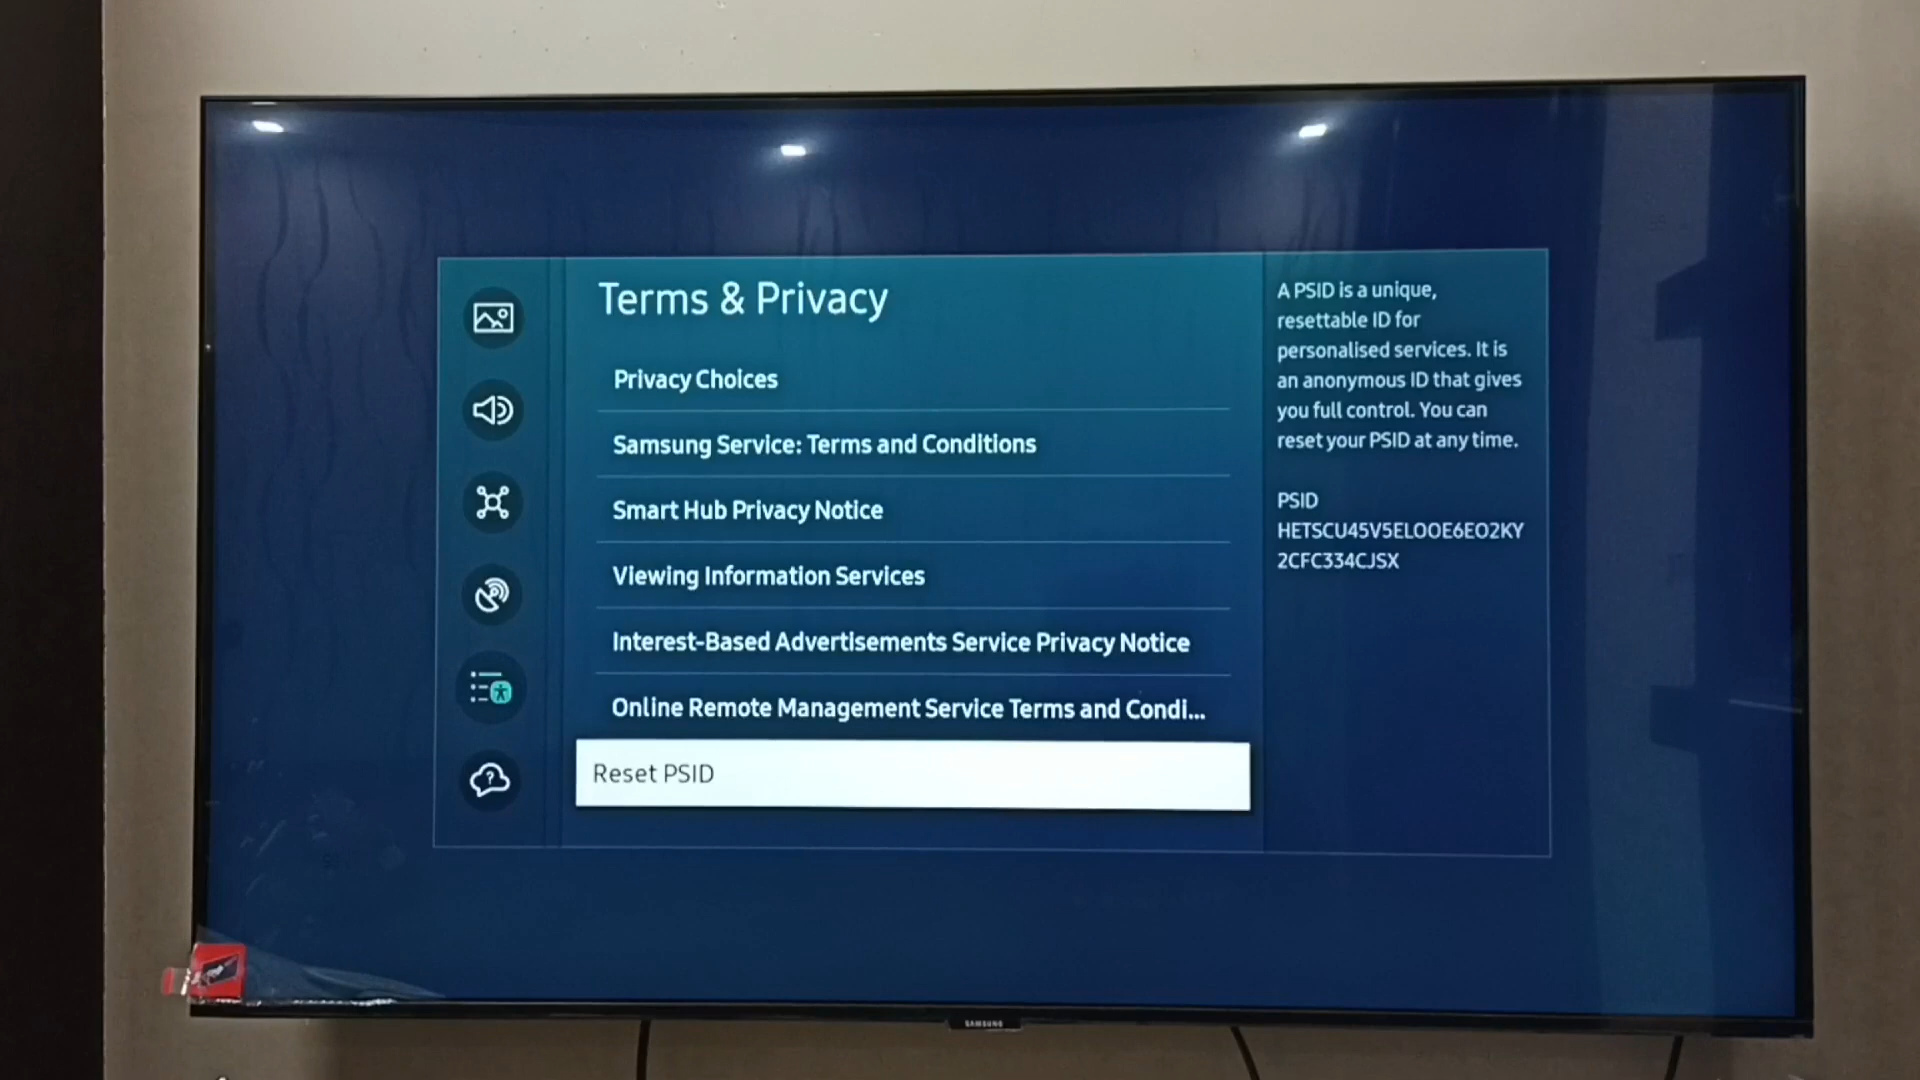 Terms & Privacy
Privacy Choices
Samsung Service: Terms and Conditions
Smart Hub Privacy Notice
Viewing Information Services
Interest-Based Advertisements Service Privacy Notice
Online Remote Management Service Terms and Condi...
Reset PSID
A PSID is a unique,
resettable ID for
personalised services. It is
an anonymous ID that gives
you full control. You can
reset your PSID at any time.
PSID
HETSCU45V5ELOOE6EO2KY
2CFC334CJSX
SAMSUNG